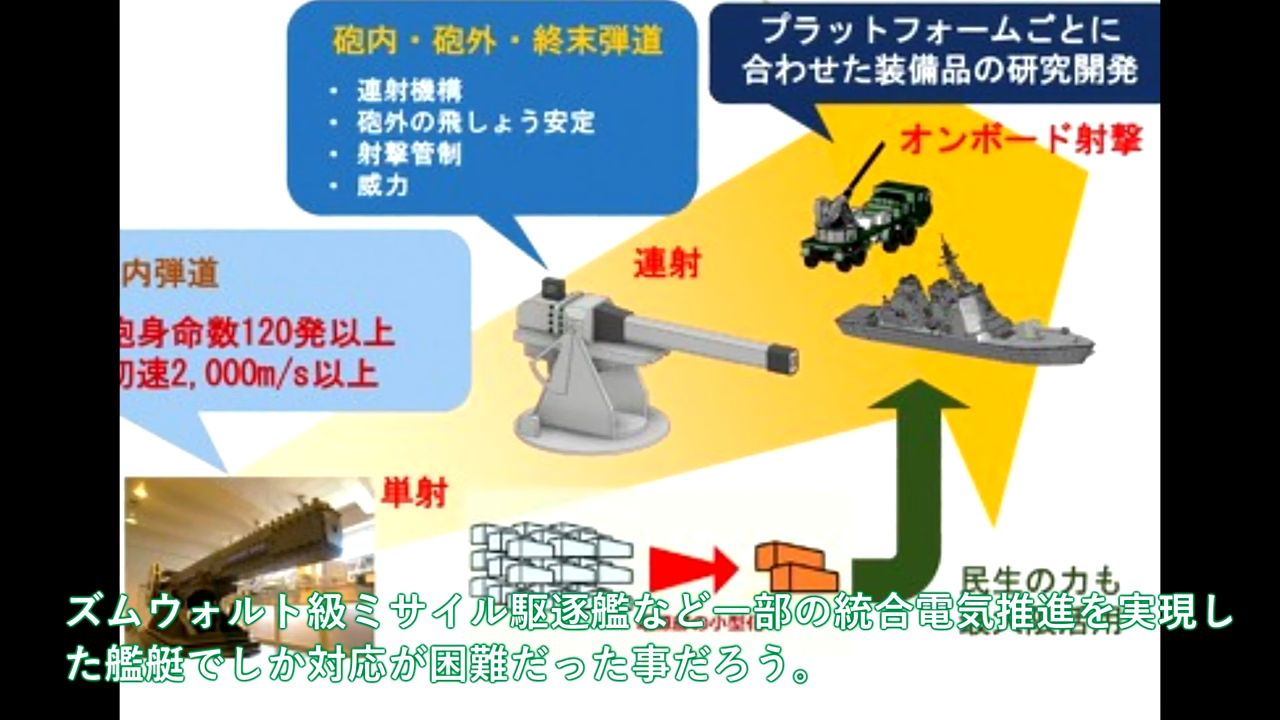 砲内・砲外・終末弾道
・ 連射機構
・ 砲外の飛しょう安定
・ 射撃管制
・ 威力
プラットフォームごとに
合わせた装備品の研究開発
オンボード射撃
連射
内弾道
砲身命数120発以上
初速2,000m/s以上
単射
民生の力も
の小型化
ズムウォルト級ミサイル駆逐艦など一部の統合電気推進を実現し
た艦艇でしか対応が困難だった事だろう。